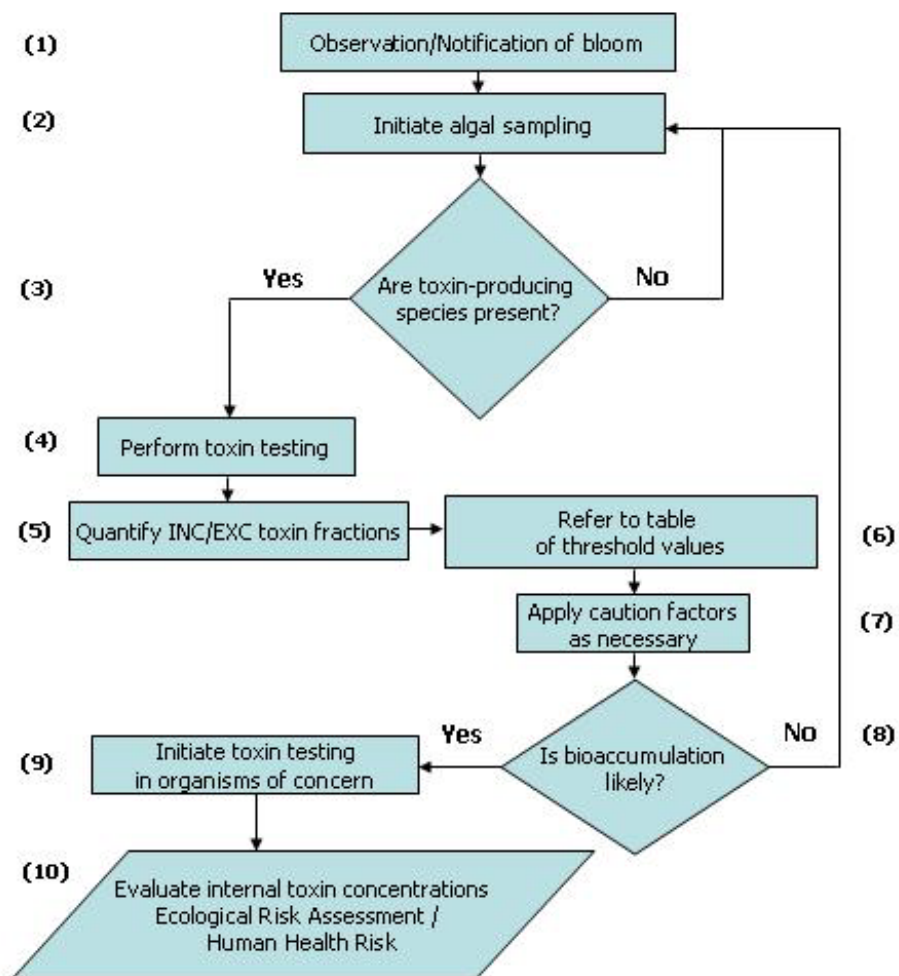 (1)
Observation/Notification of bloom
(2)
Initiate algal sampling
(3)
Yes
No
Are toxin-producing
species present?
(4)
Perform toxin testing
(5)
Quantify INC/EXC toxin fractions
Refer to table
of threshold values
(6)
Apply caution factors
as necessary
(7)
Yes
No
(8)
Is bioaccumulation
likely?
(9)
Initiate toxin testing
in organisms of concern
(10)
Evaluate internal toxin concentrations
Ecological Risk Assessment /
Human Health Risk